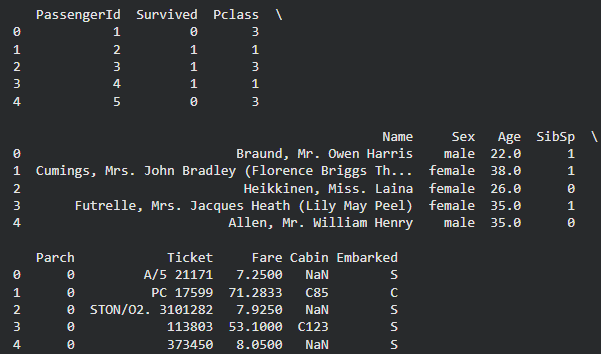 PassengerId Survived Pclass \
0 1 0 3
1 2 1 1
2 3 1 3
3 4 1 1
4 5 0 3
Name Sex Age SibSp \
0 Braund, Mr. Owen Harris male 22.0 1
1 Cumings, Mrs. John Bradley (Florence Briggs Th... female 38.0 1
2 Heikkinen, Miss. Laina female 26.0 0
3 Futrelle, Mrs. Jacques Heath (Lily May Peel) female 35.0 1
4 Allen, Mr. William Henry male 35.0 0
Parch Ticket Fare Cabin Embarked
0 0 A/5 21171 7.2500 NaN S
1 0 PC 17599 71.2833 C85 C
2 0 STON/O2. 3101282 7.9250 NaN S
3 0 113803 53.1000 C123 S
4 0 373450 8.0500 NaN S